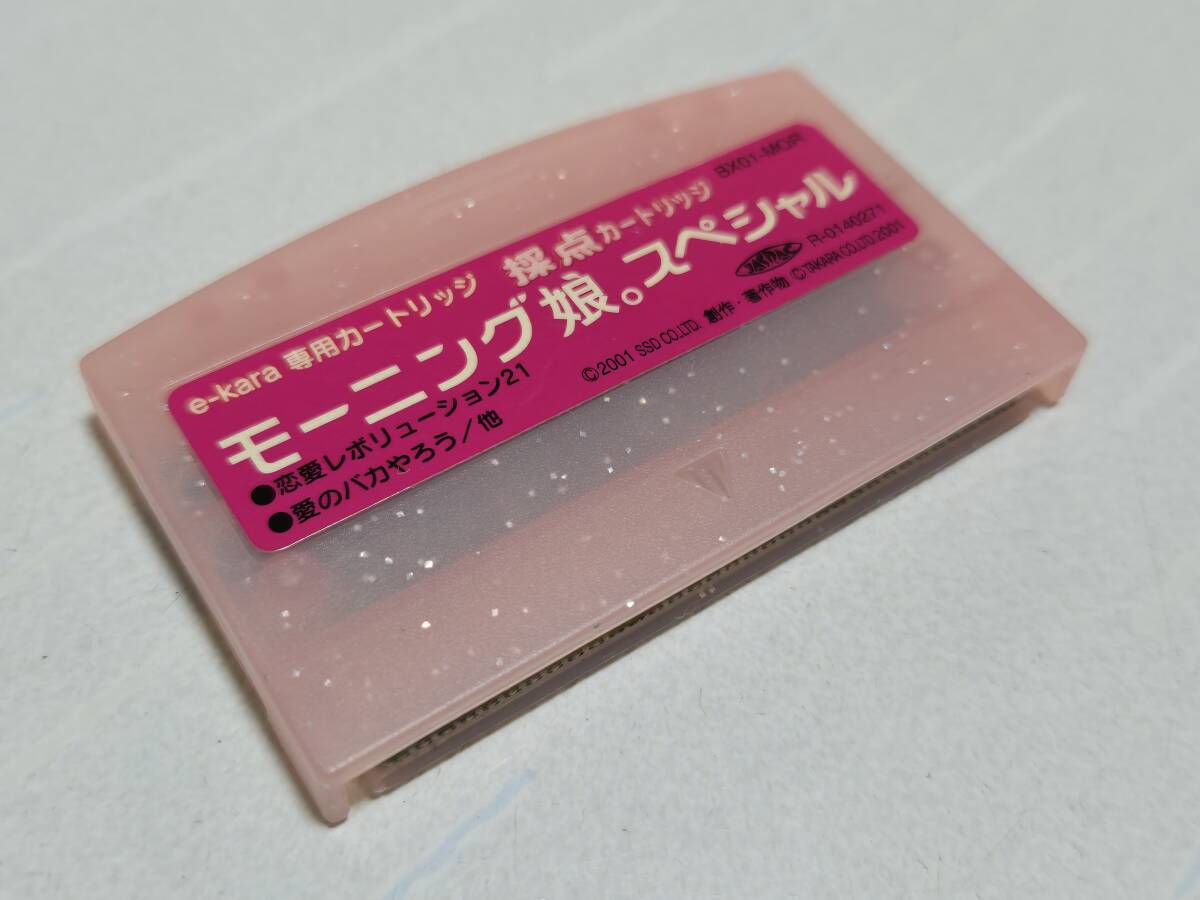 e-kara 専用カートリッジ 採点カートリッジ BX01-MOR
モーニング娘。スペシャル
●恋愛レボリューション21
●愛のバカやろう/他
JASRAC R-0140271
©2001 SSD CO.,LTD. 創作・著作物 ©TAKARA CO.,LTD.2001